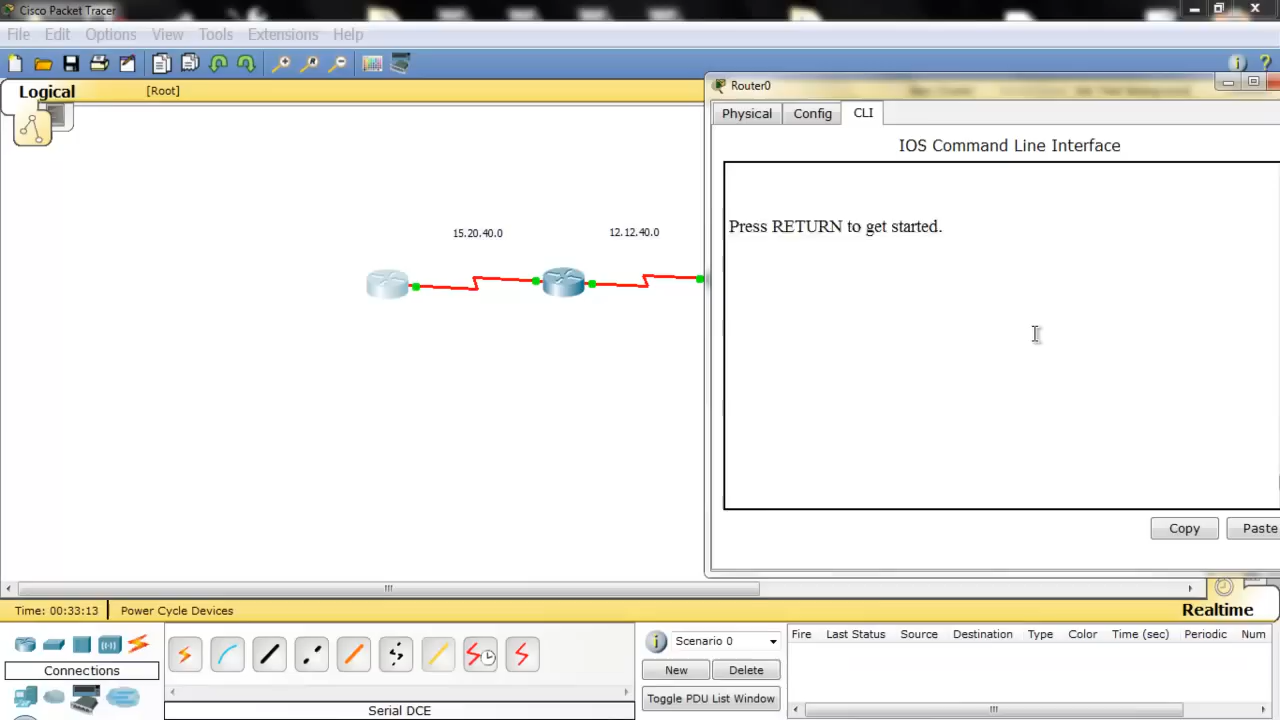 Cisco Packet Tracer
File Edit Options View Tools Extensions Help
Logical
[Root]
Router0
Physical Config CLI
IOS Command Line Interface
Press RETURN to get started.
15.20.40.0
12.12.40.0
Copy
Paste
Time: 00:33:13
Power Cycle Devices
Realtime
Connections
Serial DCE
Scenario 0
New
Delete
Toggle PDU List Window
Fire Last Status Source Destination Type Color Time (sec) Periodic Num